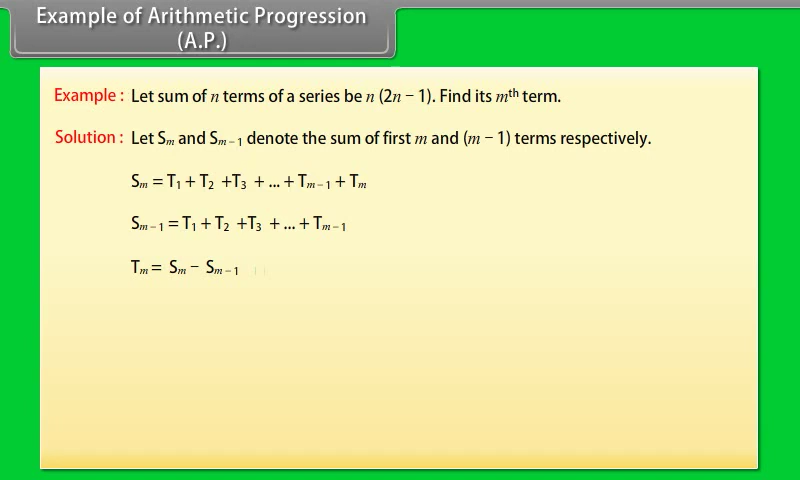 Example of Arithmetic Progression
(A.P.)
Example : Let sum of n terms of a series be n (2n − 1). Find its mᵗʰ term.
Solution : Let Sₘ and Sₘ₋₁ denote the sum of first m and (m − 1) terms respectively.
Sₘ = T₁ + T₂ +T₃ + ... + Tₘ₋₁ + Tₘ
Sₘ₋₁ = T₁ + T₂ +T₃ + ... + Tₘ₋₁
Tₘ = Sₘ − Sₘ₋₁